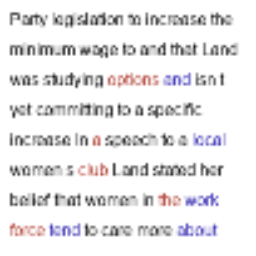 Party legislation to increase the
minimum wage to and that Land
was studying options and isn t
yet committing to a specific
increase in a speech to a local
women s club Land stated her
belief that women in the work
force tend to care more about